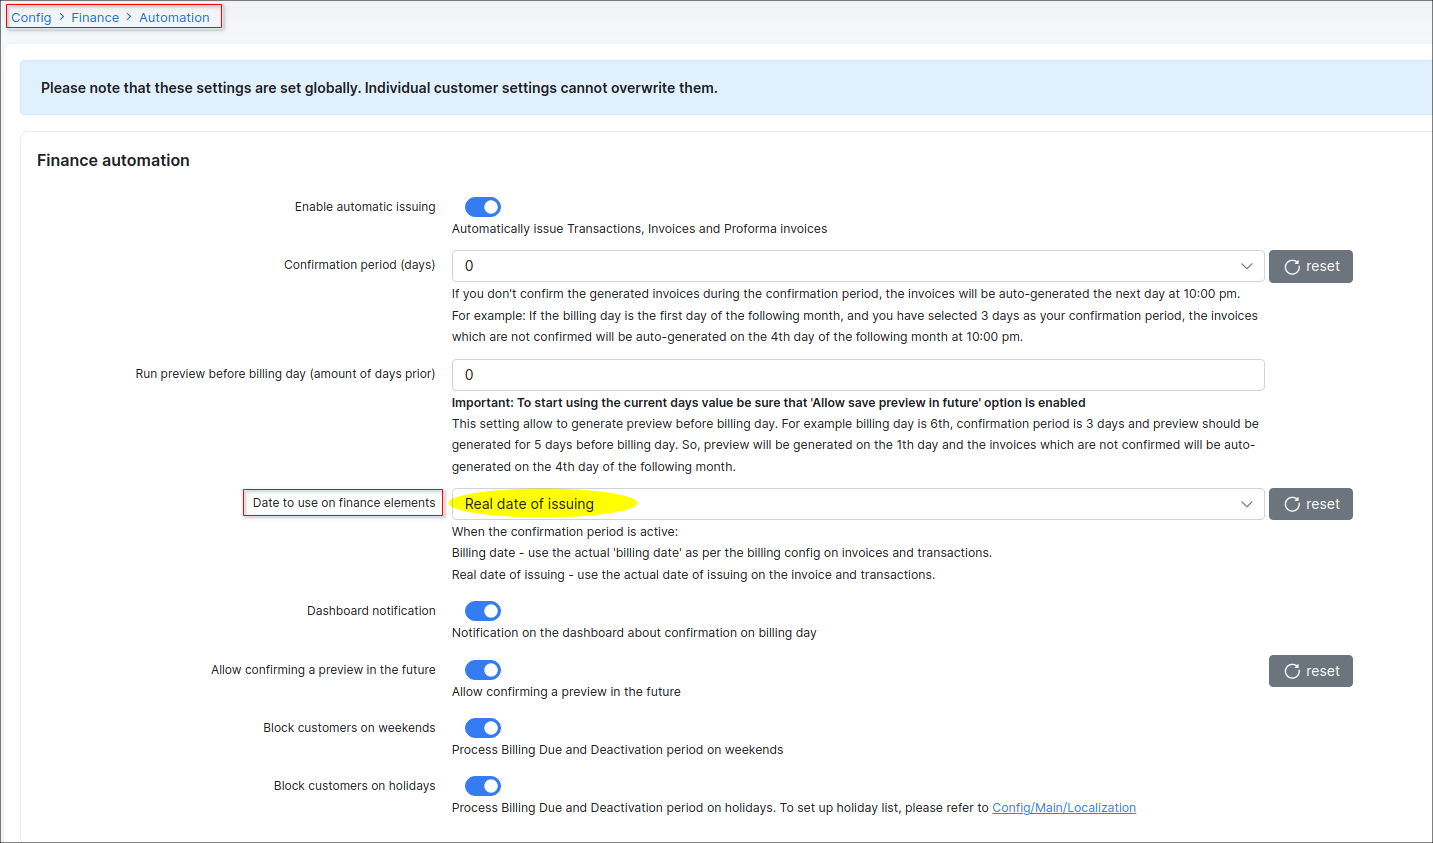 Config > Finance > Automation
Please note that these settings are set globally. Individual customer settings cannot overwrite them.
Finance automation
Enable automatic issuing
Automatically issue Transactions, Invoices and Proforma invoices
Confirmation period (days)
0
reset
If you don't confirm the generated invoices during the confirmation period, the invoices will be auto-generated the next day at 10:00 pm.
For example: If the billing day is the first day of the following month, and you have selected 3 days as your confirmation period, the invoices
which are not confirmed will be auto-generated on the 4th day of the following month at 10:00 pm.
Run preview before billing day (amount of days prior)
0
Important: To start using the current days value be sure that 'Allow save preview in future' option is enabled
This setting allow to generate preview before billing day. For example billing day is 6th, confirmation period is 3 days and preview should be
generated for 5 days before billing day. So, preview will be generated on the 1th day and the invoices which are not confirmed will be auto-
generated on the 4th day of the following month.
Date to use on finance elements
Real date of issuing
reset
When the confirmation period is active:
Billing date - use the actual 'billing date' as per the billing config on invoices and transactions.
Real date of issuing - use the actual date of issuing on the invoice and transactions.
Dashboard notification
Notification on the dashboard about confirmation on billing day
Allow confirming a preview in the future
reset
Allow confirming a preview in the future
Block customers on weekends
Process Billing Due and Deactivation period on weekends
Block customers on holidays
Process Billing Due and Deactivation period on holidays. To set up holiday list, please refer to Config/Main/Localization